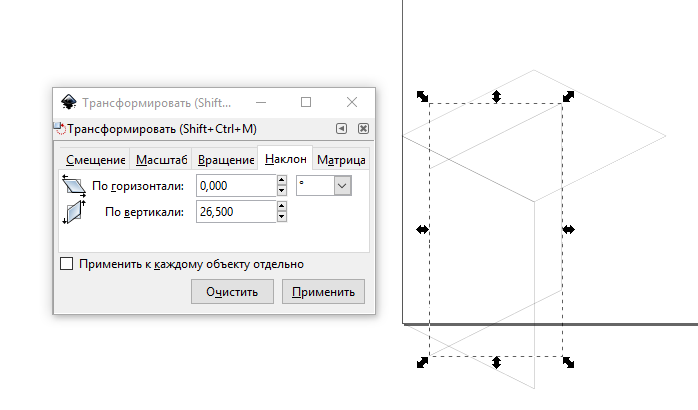 Трансформировать (Shift...
Трансформировать (Shift+Ctrl+M)
Смещение Масштаб Вращение Наклон Матрица
По горизонтали: 0,000 °
По вертикали: 26,500
Применить к каждому объекту отдельно
Очистить Применить